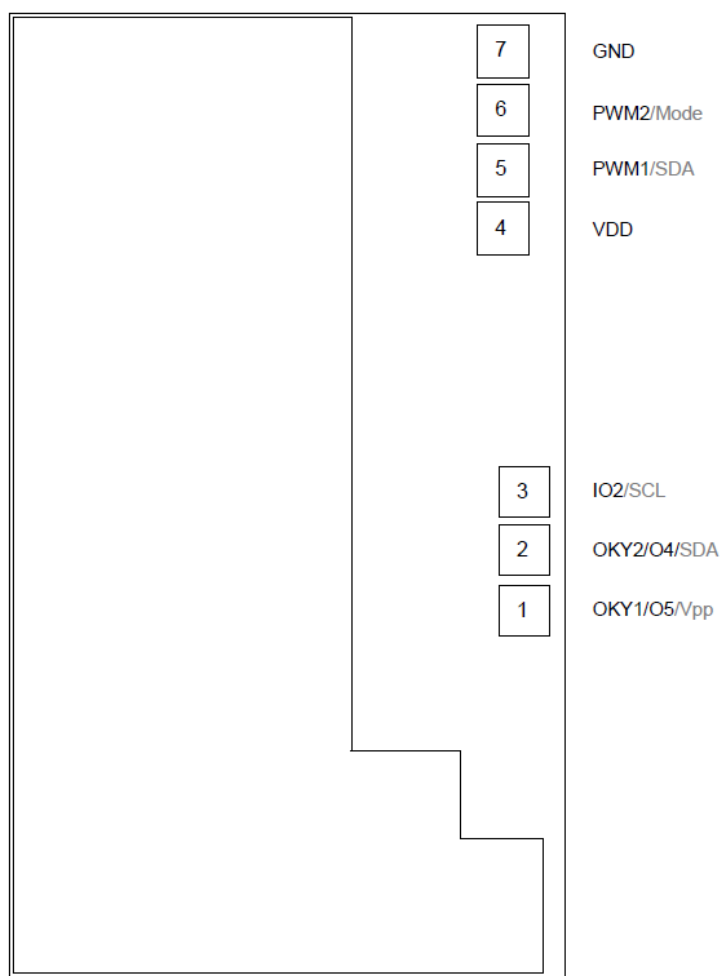 7 GND
6 PWM2/Mode
5 PWM1/SDA
4 VDD
3 IO2/SCL
2 OKY2/O4/SDA
1 OKY1/O5/Vpp